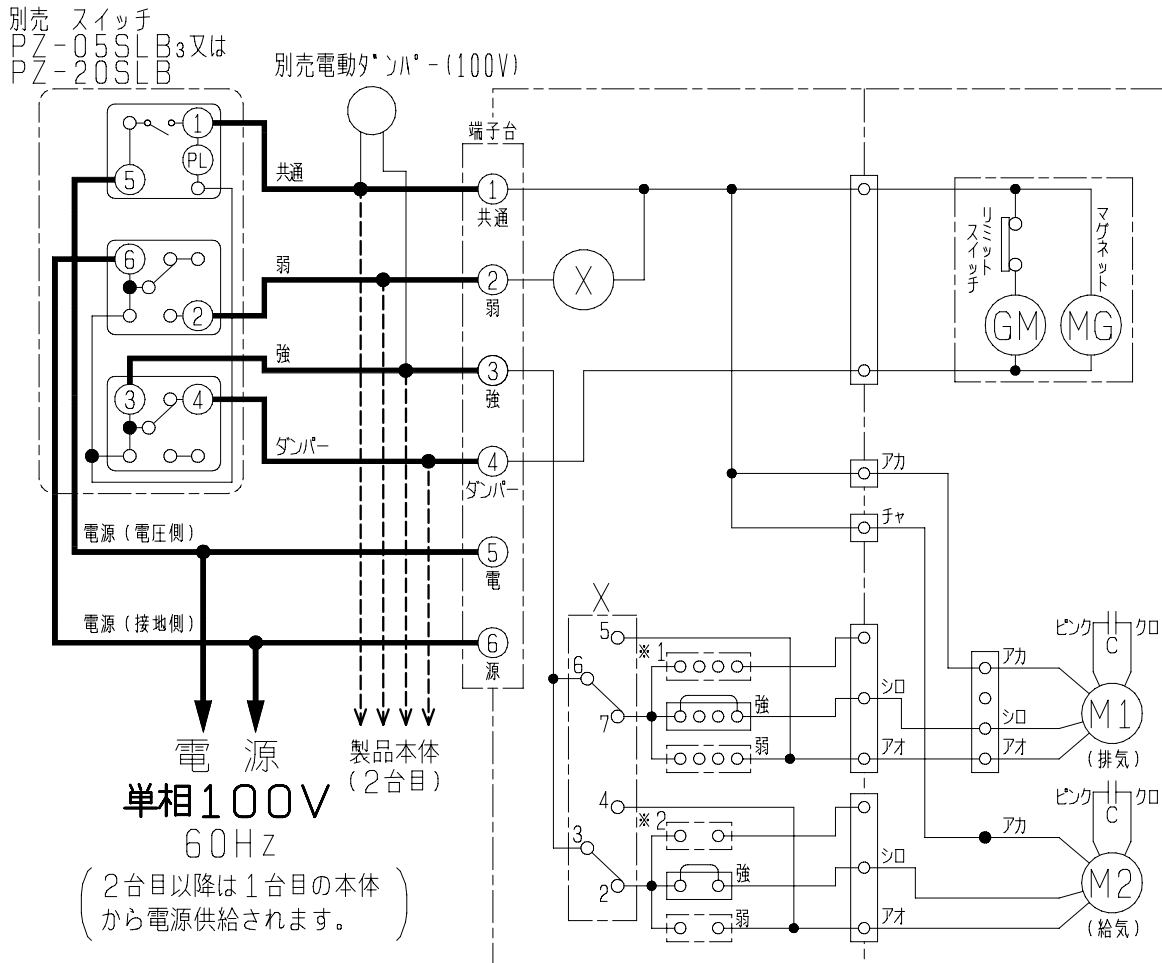 別売 スイッチ
PZ-05SLB3又は
PZ-20SLB
別売電動ダンパ-(100V)
端子台
1
PL
5
共通
1
共通
6
弱
2
2
弱
強
3
4
3
強
ダンパー
4
ダンパー
電源(電圧側)
5
電
電源(接地側)
6
源
X
リミット
スイッチ
マグネット
GM
MG
アカ
チャ
電 源
単相100V
60Hz
(2台目以降は1台目の本体
から電源供給されます。)
製品本体
(2台目)
X
5
6
7
※1
強
弱
シロ
アオ
アカ
シロ
アオ
ピンク
C
クロ
M1
(排気)
4
3
2
※2
強
弱
シロ
アオ
アカ
ピンク
C
クロ
M2
(給気)